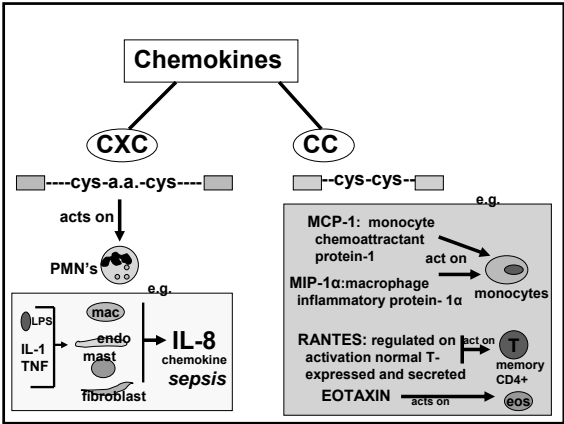 Chemokines
CXC
----cys-a.a.-cys----
acts on
PMN's
e.g.
LPS
IL-1
TNF
mac
endo
mast
fibroblast
IL-8
chemokine
sepsis
CC
--cys-cys--
e.g.
MCP-1: monocyte
chemoattractant
protein-1
act on
MIP-1α:macrophage
inflammatory protein- 1α
monocytes
RANTES: regulated on
activation normal T-
expressed and secreted
act on
T
memory
CD4+
EOTAXIN
acts on
eos